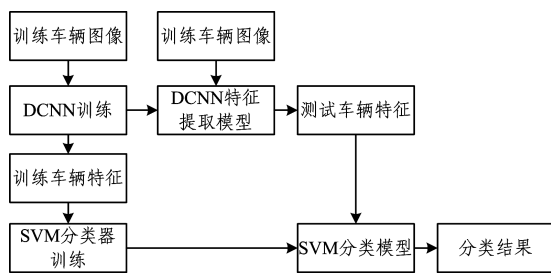 训练车辆图像
训练车辆图像
DCNN训练
DCNN特征
提取模型
测试车辆特征
训练车辆特征
SVM分类器
训练
SVM分类模型
分类结果